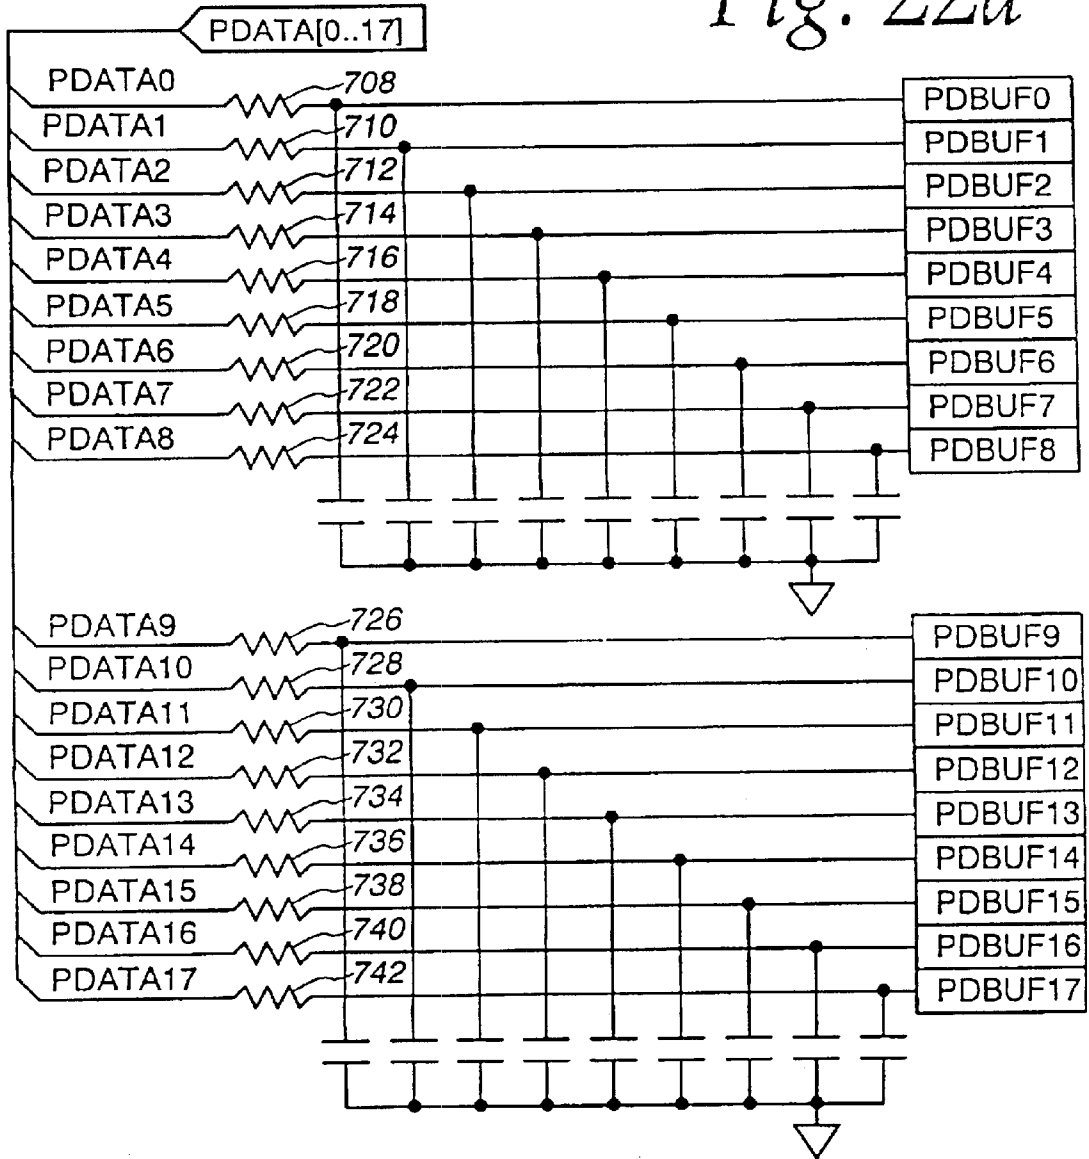 Fig. 22a
PDATA[0..17]
PDATA0 708 PDBUF0
PDATA1 710 PDBUF1
PDATA2 712 PDBUF2
PDATA3 714 PDBUF3
PDATA4 716 PDBUF4
PDATA5 718 PDBUF5
PDATA6 720 PDBUF6
PDATA7 722 PDBUF7
PDATA8 724 PDBUF8
PDATA9 726 PDBUF9
PDATA10 728 PDBUF10
PDATA11 730 PDBUF11
PDATA12 732 PDBUF12
PDATA13 734 PDBUF13
PDATA14 736 PDBUF14
PDATA15 738 PDBUF15
PDATA16 740 PDBUF16
PDATA17 742 PDBUF17